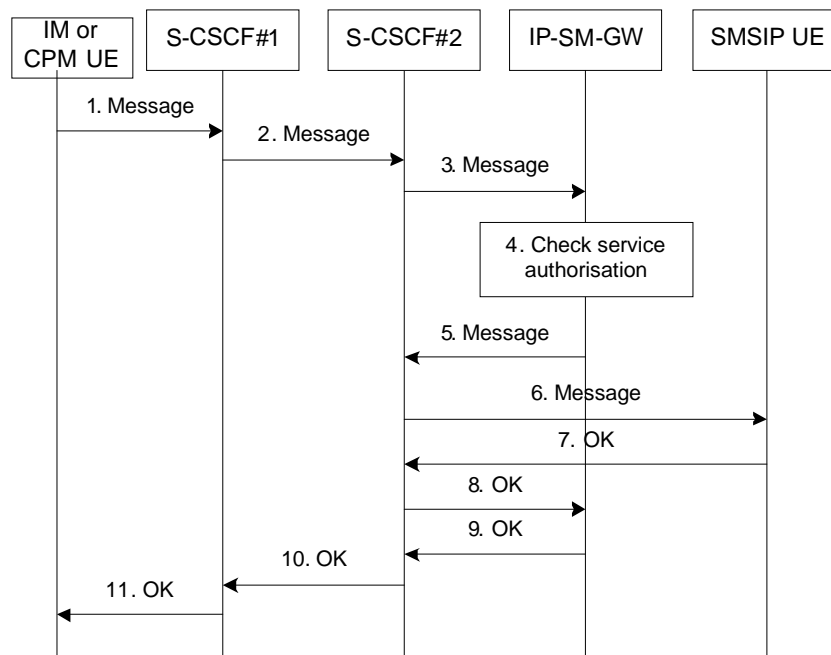 IM or
CPM UE
S-CSCF#1
S-CSCF#2
IP-SM-GW
SMSIP UE
1. Message
2. Message
3. Message
4. Check service
authorisation
5. Message
6. Message
7. OK
8. OK
9. OK
10. OK
11. OK